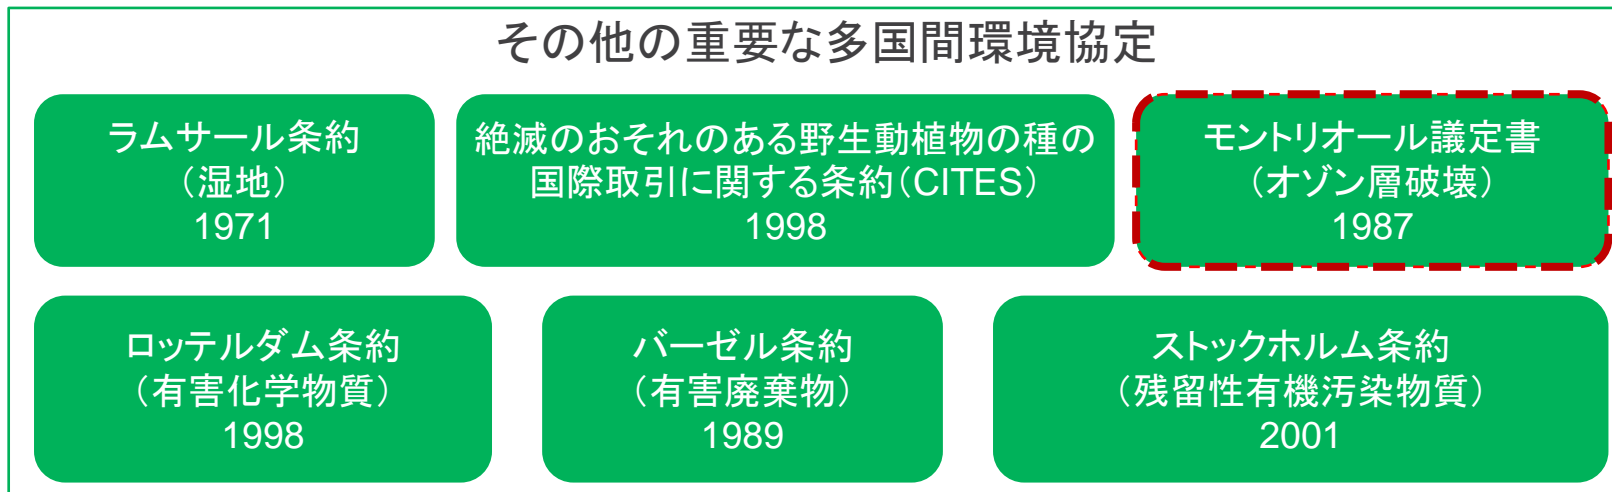 その他の重要な多国間環境協定
ラムサール条約
（湿地）
1971
絶滅のおそれのある野生動植物の種の
国際取引に関する条約（CITES）
1998
モントリオール議定書
（オゾン層破壊）
1987
ロッテルダム条約
（有害化学物質）
1998
バーゼル条約
（有害廃棄物）
1989
ストックホルム条約
（残留性有機汚染物質）
2001